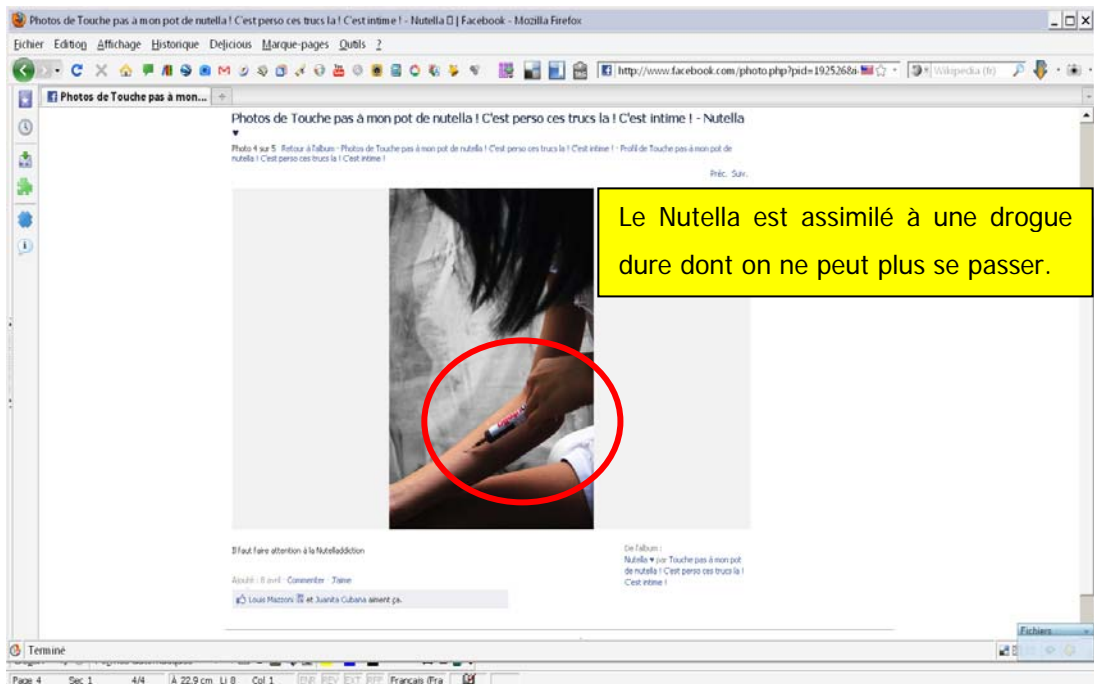 Photos de Touche pas à mon pot de nutella ! C'est perso ces trucs la ! C'est intime ! - Nutella | Facebook - Mozilla Firefox
Fichier Edition Affichage Historique Delicious Marque-pages Outils ?
http://www.facebook.com/photo.php?pid=1925268a
Wikipedia (fr)
Photos de Touche pas à mon...
Photos de Touche pas à mon pot de nutella ! C'est perso ces trucs la ! C'est intime ! - Nutella
♥
Photo 4 sur 5 Retour à l'album · Photos de Touche pas à mon pot de nutella ! C'est perso ces trucs la ! C'est intime ! · Profil de Touche pas à mon pot de
nutella ! C'est perso ces trucs la ! C'est intime !
Préc. Suiv.
Le Nutella est assimilé à une drogue
dure dont on ne peut plus se passer.
Il faut faire attention à la Nutelladdiction
De l'album :
Nutella ♥ par Touche pas à mon pot
de nutella ! C'est perso ces trucs la !
C'est intime !
Ajouté : 8 avril · Commenter · J'aime
Louis Mazzoni et Juanita Cubana aiment ça.
Fichiers
Terminé
Page 4 Sec 1 4/4 À 22.9 cm Li 8 Col 1 ENR REV EXT RFP Français (Fra